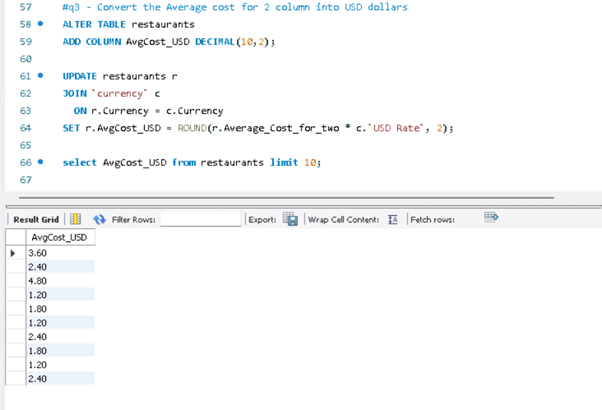 57 #q3 - Convert the Average cost for 2 column into USD dollars
58 ALTER TABLE restaurants
59 ADD COLUMN AvgCost_USD DECIMAL(10,2);
60
61 UPDATE restaurants r
62 JOIN `currency` c
63 ON r.Currency = c.Currency
64 SET r.AvgCost_USD = ROUND(r.Average_Cost_for_two * c.`USD Rate`, 2);
65
66 select AvgCost_USD from restaurants limit 10;
67
Result Grid Filter Rows: Export: Wrap Cell Content: Fetch rows:
AvgCost_USD
3.60
2.40
4.80
1.20
1.80
1.20
2.40
1.80
1.20
2.40